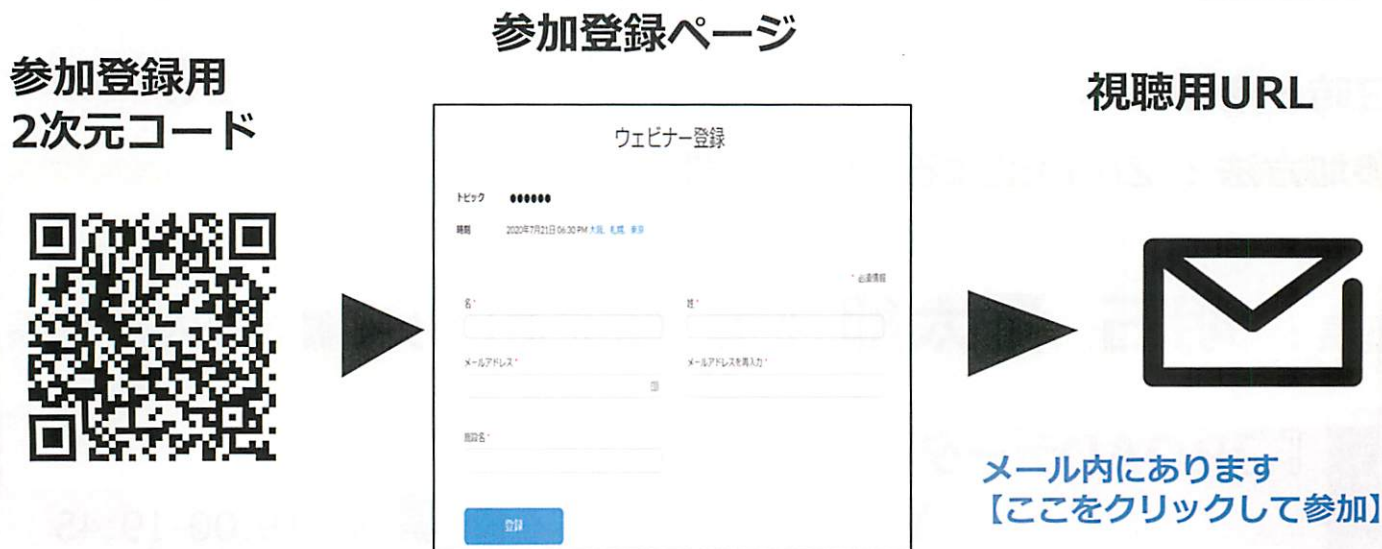 参加登録用
2次元コード
参加登録ページ
ウェビナー登録
トピック ●●●●●●
時間 2020年7月21日 06:30 PM 大阪、札幌、東京
* 必須情報
名* 姓*
メールアドレス* メールアドレスを再入力*
施設名*
登録
視聴用URL
メール内にあります
【ここをクリックして参加】